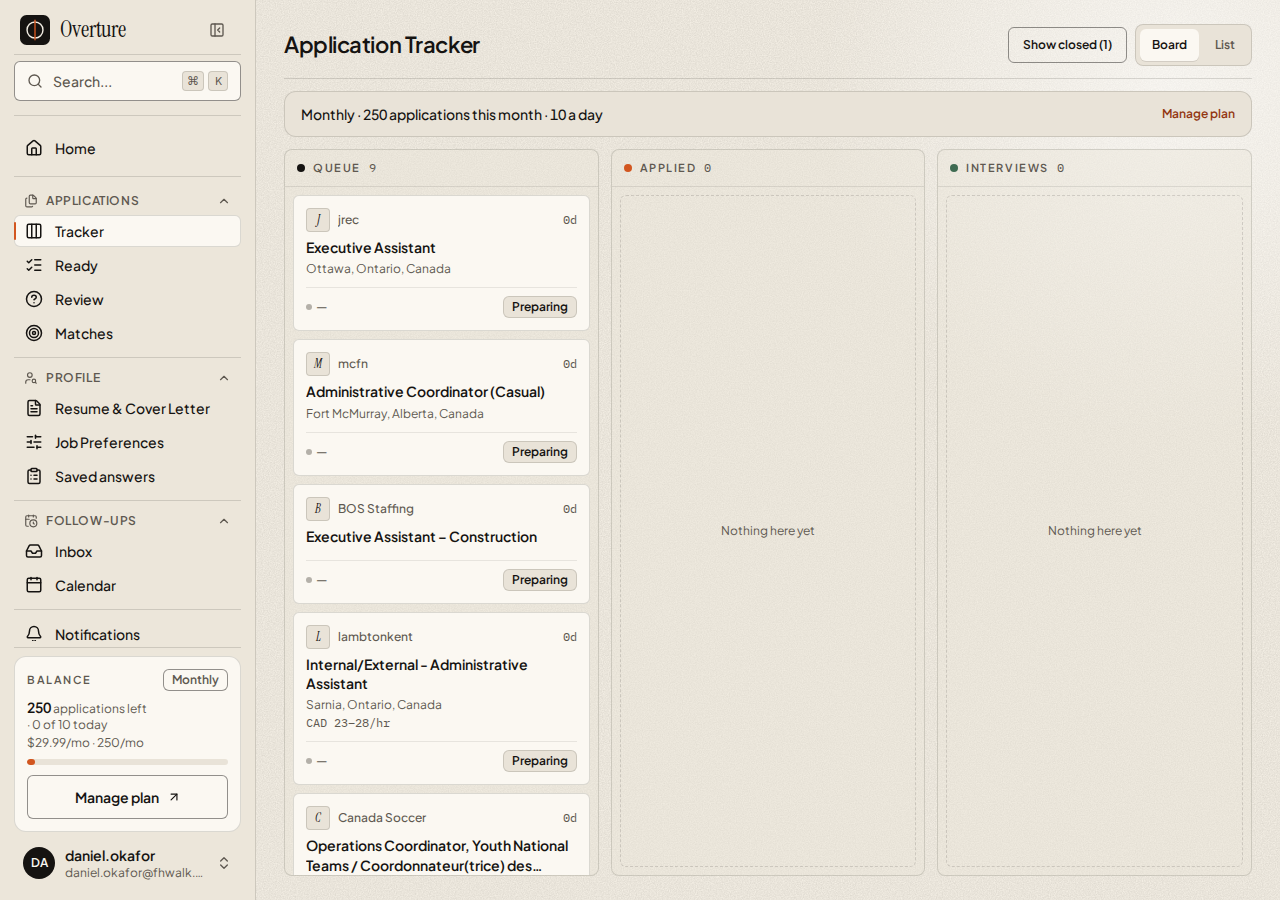 Overture
Search...
⌘ K
Home
APPLICATIONS
Tracker
Ready
Review
Matches
PROFILE
Resume & Cover Letter
Job Preferences
Saved answers
FOLLOW-UPS
Inbox
Calendar
Notifications
BALANCE
Monthly
250 applications left
· 0 of 10 today
$29.99/mo · 250/mo
Manage plan
DA
daniel.okafor
daniel.okafor@fhwalk....
Application Tracker
Show closed (1)
Board
List
Monthly · 250 applications this month · 10 a day
Manage plan
QUEUE 9
J jrec 0d
Executive Assistant
Ottawa, Ontario, Canada
— Preparing
M mcfn 0d
Administrative Coordinator (Casual)
Fort McMurray, Alberta, Canada
— Preparing
B BOS Staffing 0d
Executive Assistant – Construction
— Preparing
L lambtonkent 0d
Internal/External - Administrative
Assistant
Sarnia, Ontario, Canada
CAD 23–28/hr
— Preparing
C Canada Soccer 0d
Operations Coordinator, Youth National
Teams / Coordonnateur(trice) des...
APPLIED 0
Nothing here yet
INTERVIEWS 0
Nothing here yet